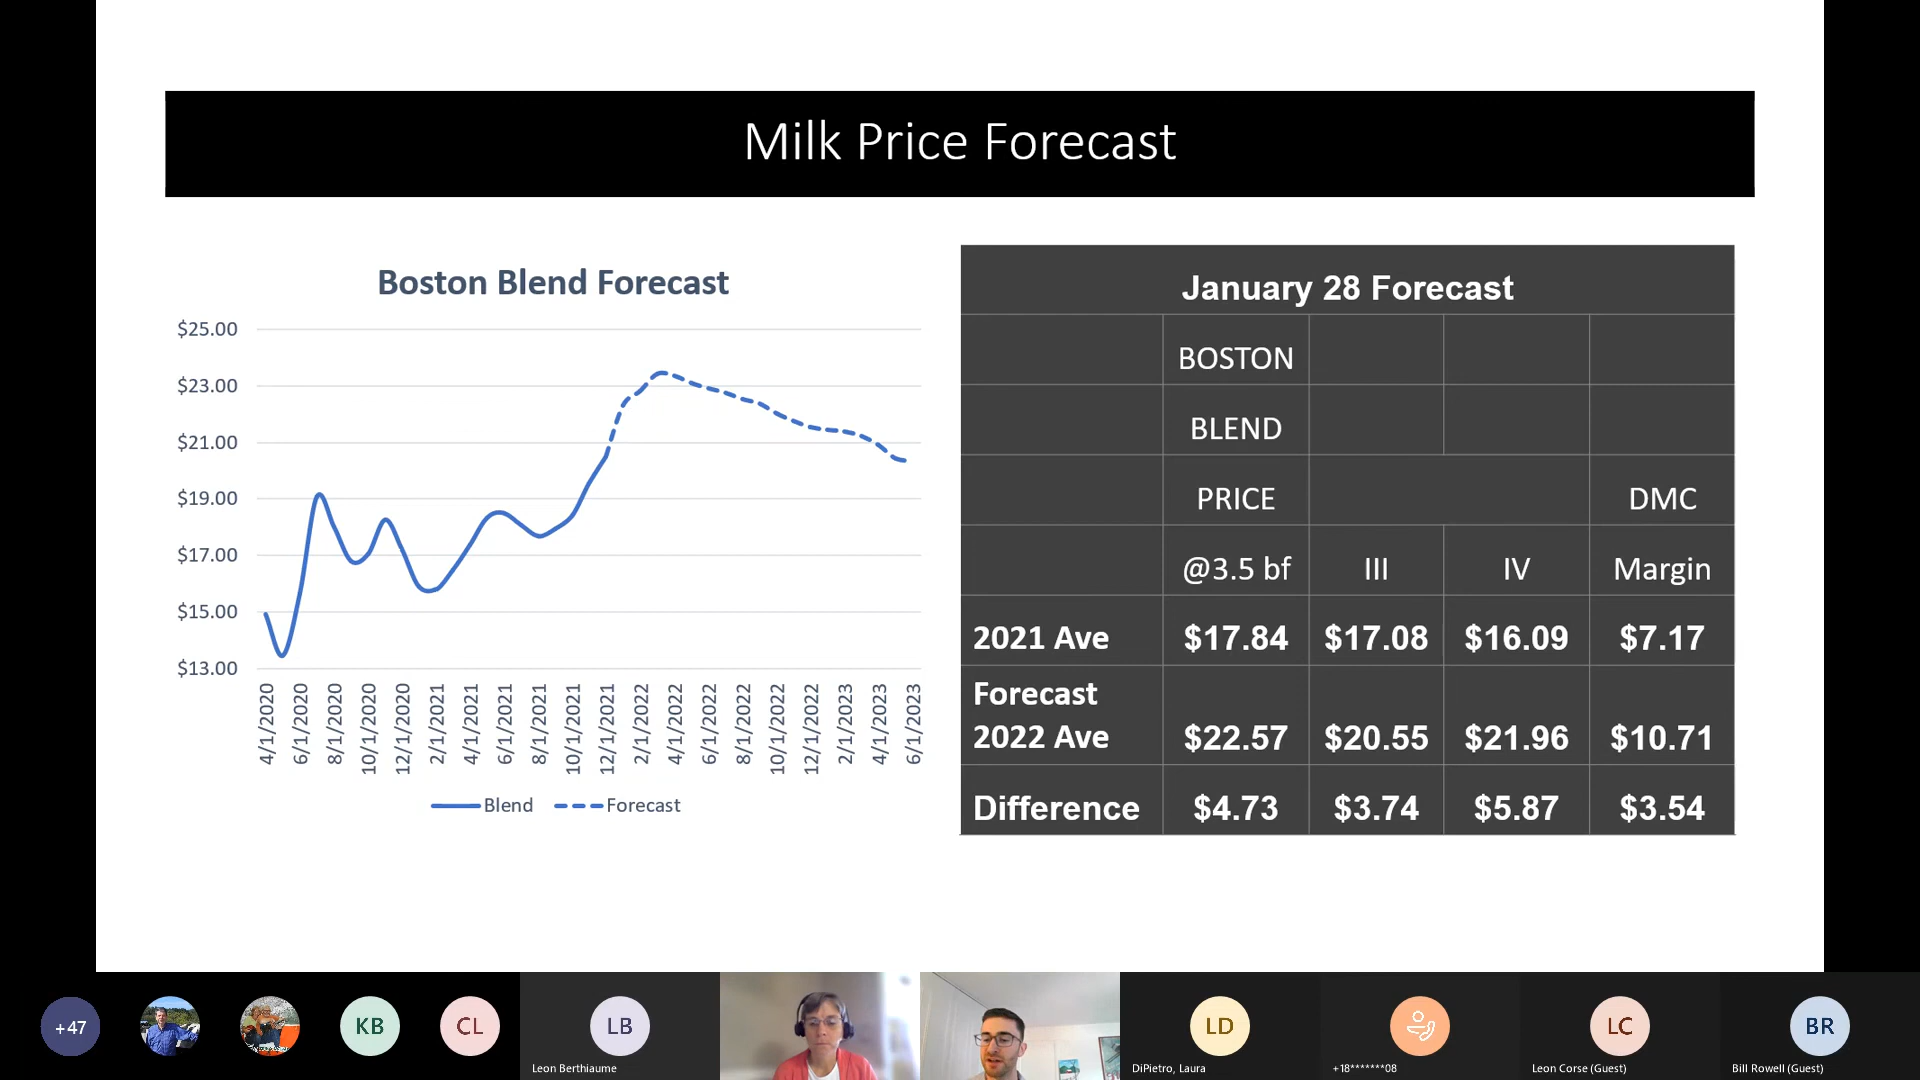 Milk Price Forecast
Boston Blend Forecast
$25.00
$23.00
$21.00
$19.00
$17.00
$15.00
$13.00
4/1/2020
6/1/2020
8/1/2020
10/1/2020
12/1/2020
2/1/2021
4/1/2021
6/1/2021
8/1/2021
10/1/2021
12/1/2021
2/1/2022
4/1/2022
6/1/2022
8/1/2022
10/1/2022
12/1/2022
2/1/2023
4/1/2023
6/1/2023
Blend Forecast
January 28 Forecast
BOSTON
BLEND
PRICE DMC
@3.5 bf III IV Margin
2021 Ave $17.84 $17.08 $16.09 $7.17
Forecast
2022 Ave $22.57 $20.55 $21.96 $10.71
Difference $4.73 $3.74 $5.87 $3.54
+47
KB
CL
LB
Leon Berthiaume
LD
DiPietro, Laura
+18*******08
LC
Leon Corse (Guest)
BR
Bill Rowell (Guest)